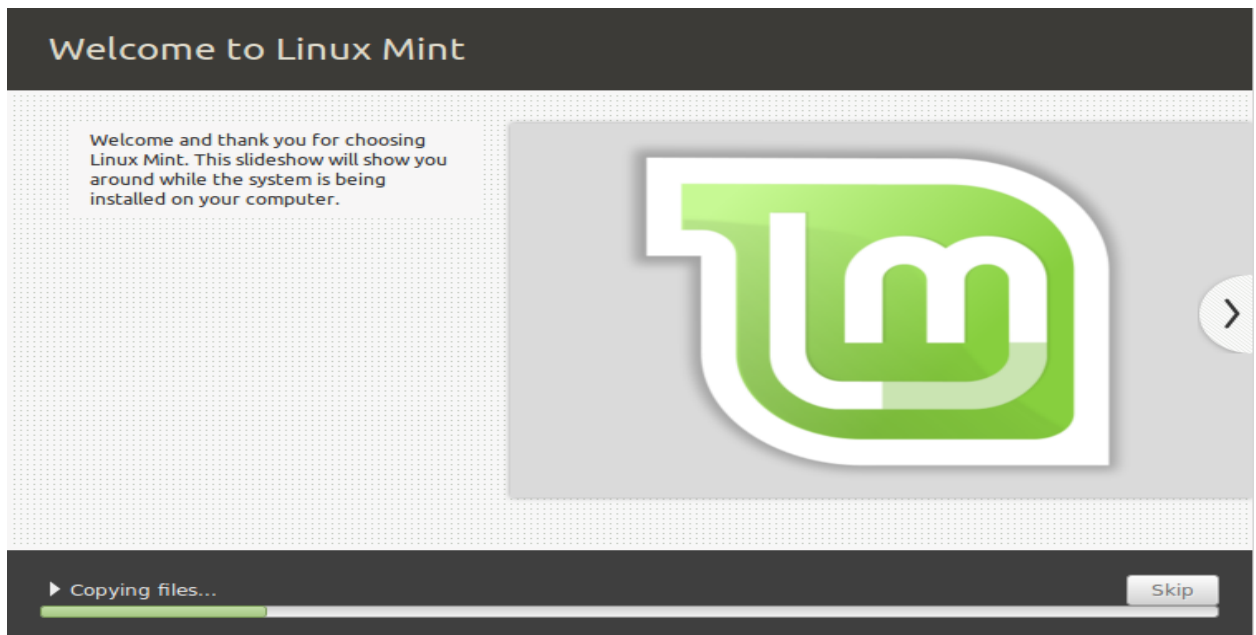 Welcome to Linux Mint
Welcome and thank you for choosing
Linux Mint. This slideshow will show you
around while the system is being
installed on your computer.
lm
Copying files...
Skip